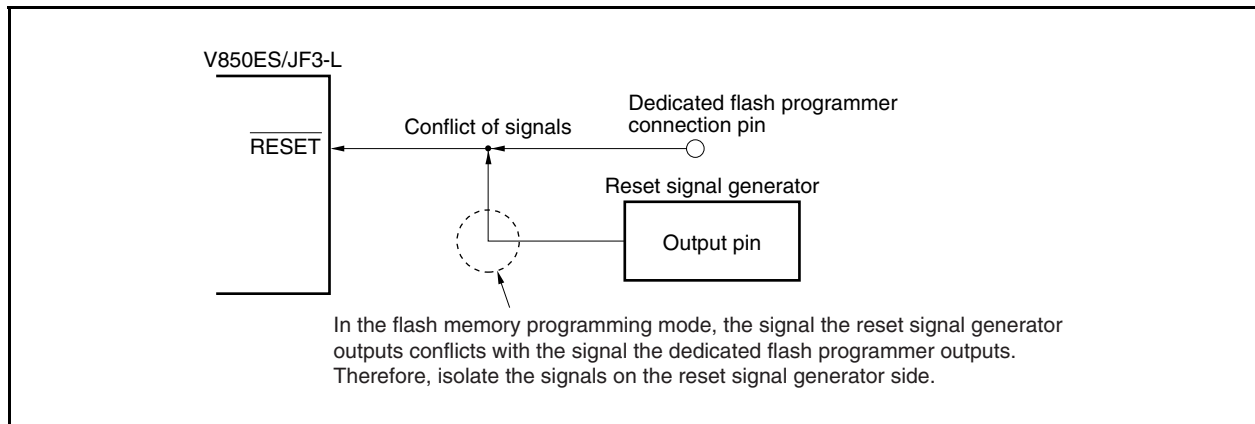 V850ES/JF3-L
RESET
Conflict of signals
Dedicated flash programmer
connection pin
Reset signal generator
Output pin
In the flash memory programming mode, the signal the reset signal generator
outputs conflicts with the signal the dedicated flash programmer outputs.
Therefore, isolate the signals on the reset signal generator side.